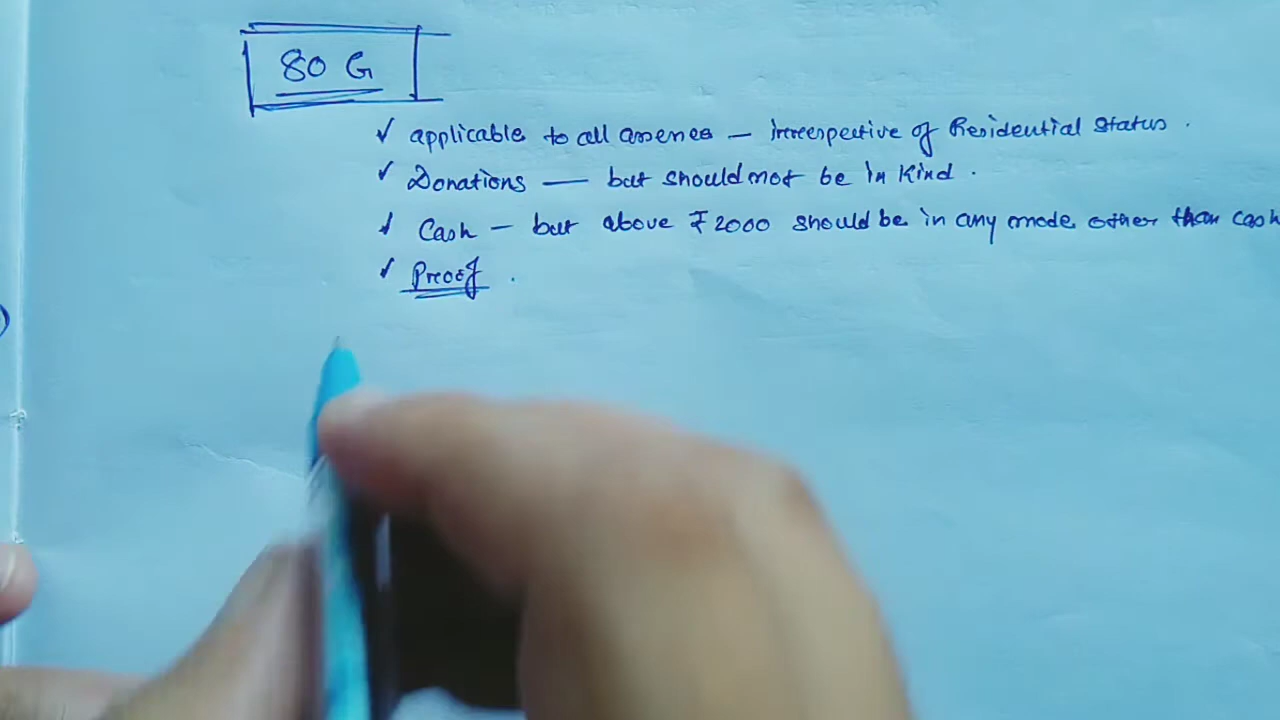 80 G
✓ applicable to all assesses — irrespective of Residential Status .
✓ Donations — but should not be in Kind .
✓ Cash — but above ₹2000 should be in any mode other than cash
✓ Proof .